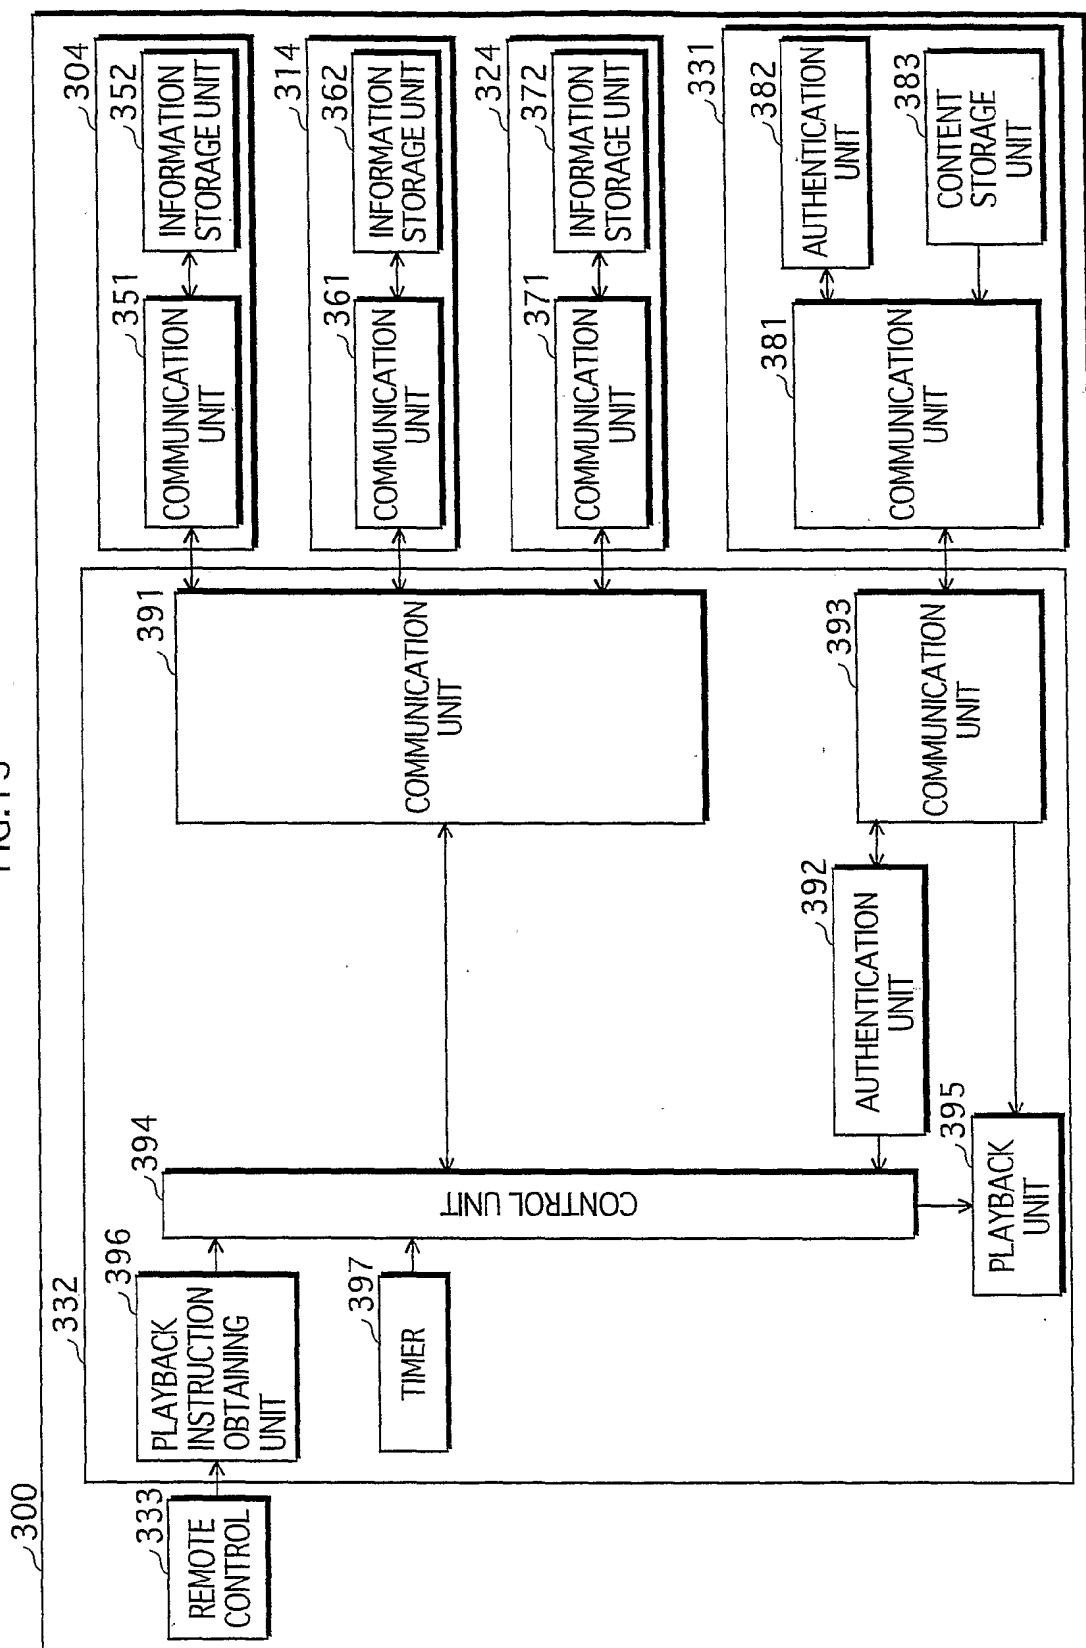 300
332
333
REMOTE
CONTROL
396
PLAYBACK
INSTRUCTION
OBTAINING
UNIT
397
TIMER
394
CONTROL UNIT
391
COMMUNICATION
UNIT
392
AUTHENTICATION
UNIT
393
COMMUNICATION
UNIT
395
PLAYBACK
UNIT
304
351
COMMUNICATION
UNIT
352
INFORMATION
STORAGE UNIT
314
361
COMMUNICATION
UNIT
362
INFORMATION
STORAGE UNIT
324
371
COMMUNICATION
UNIT
372
INFORMATION
STORAGE UNIT
331
381
COMMUNICATION
UNIT
382
AUTHENTICATION
UNIT
383
CONTENT
STORAGE
UNIT